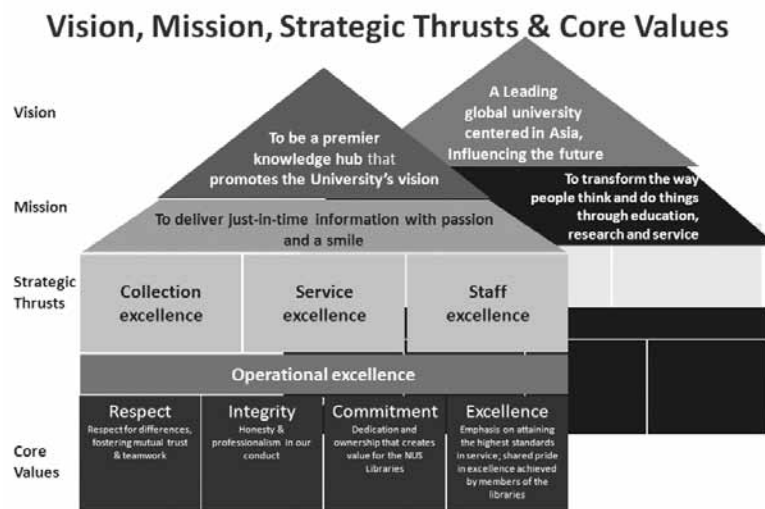 Vision, Mission, Strategic Thrusts & Core Values
Vision
To be a premier
knowledge hub that
promotes the University's vision
A Leading
global university
centered in Asia,
Influencing the future
Mission
To deliver just-in-time information with passion
and a smile
To transform the way
people think and do things
through education,
research and service
Strategic
Thrusts
Collection
excellence
Service
excellence
Staff
excellence
Operational excellence
Core
Values
Respect
Respect for differences,
fostering mutual trust
& teamwork
Integrity
Honesty &
professionalism in our
conduct
Commitment
Dedication and
ownership that creates
value for the NUS
Libraries
Excellence
Emphasis on attaining
the highest standards
in service; shared pride
in excellence achieved
by members of the
libraries